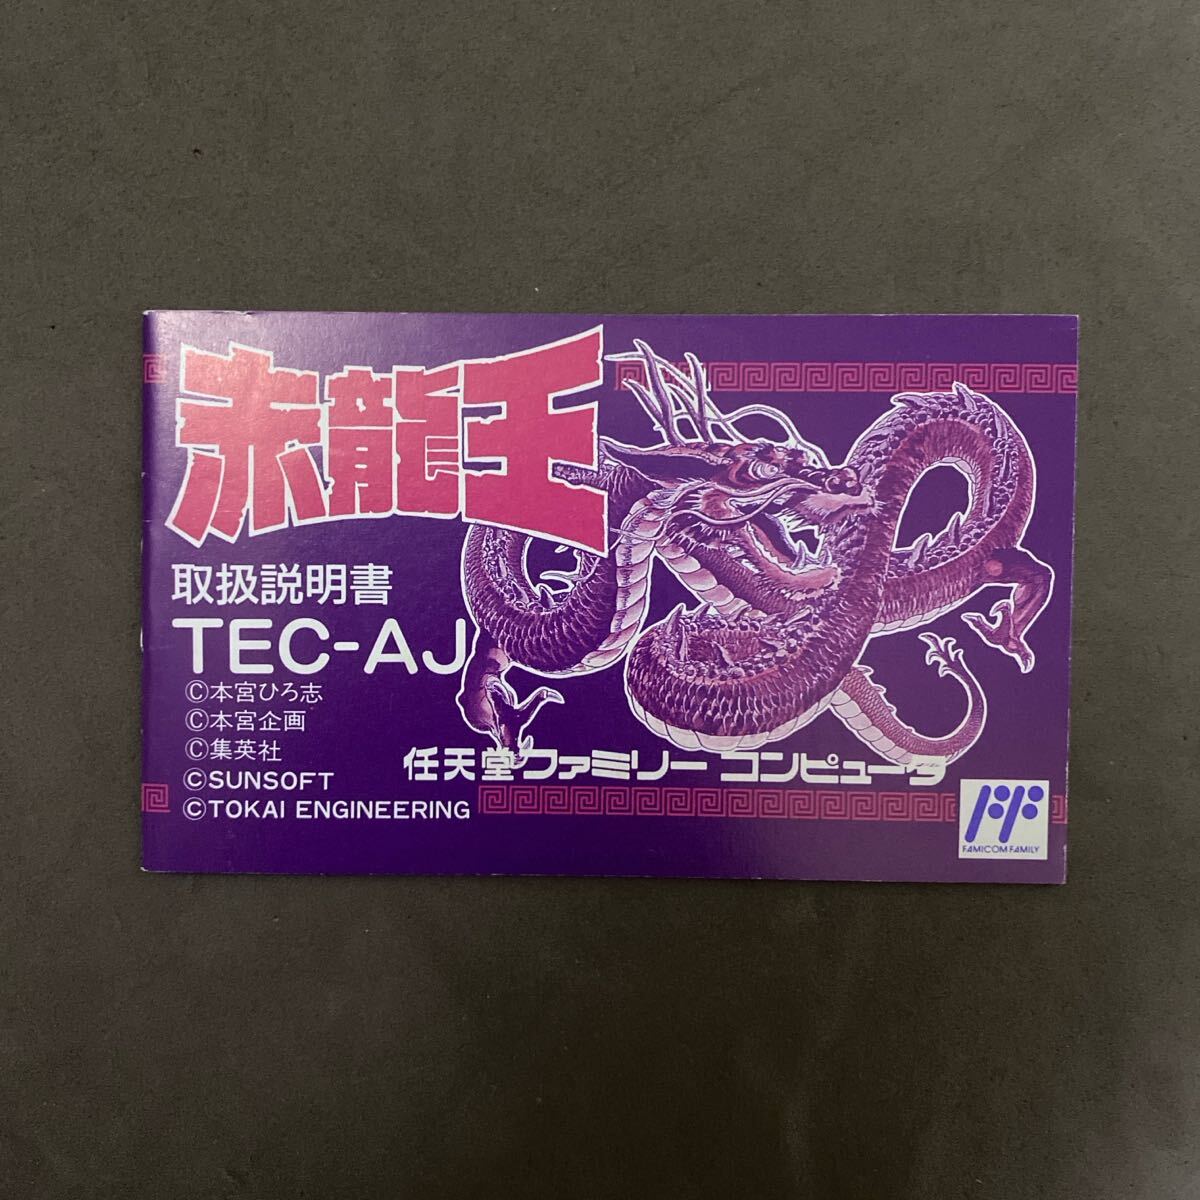 赤龍王
取扱説明書
TEC-AJ
©本宮ひろ志
©本宮企画
©集英社
©SUNSOFT
©TOKAI ENGINEERING
任天堂ファミリーコンピュータ
FF
FAMICOM FAMILY